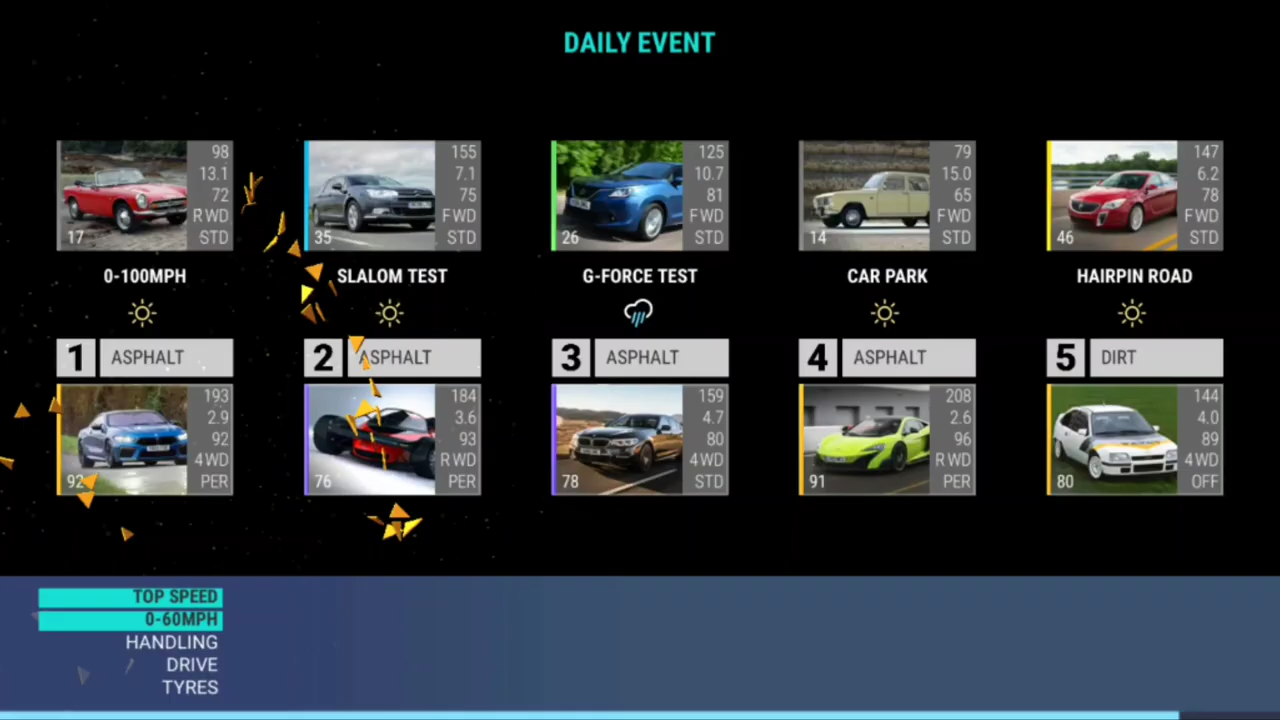 DAILY EVENT
98
13.1
72
RWD
17
STD
155
7.1
75
FWD
35
STD
125
10.7
81
FWD
26
STD
79
15.0
65
FWD
14
STD
147
6.2
78
FWD
46
STD
0-100MPH
SLALOM TEST
G-FORCE TEST
CAR PARK
HAIRPIN ROAD
1 ASPHALT
2 ASPHALT
3 ASPHALT
4 ASPHALT
5 DIRT
193
2.9
92
4WD
92
PER
184
3.6
93
RWD
76
PER
159
4.7
80
4WD
78
STD
208
2.6
96
RWD
91
PER
144
4.0
89
4WD
80
OFF
TOP SPEED
0-60MPH
HANDLING
DRIVE
TYRES